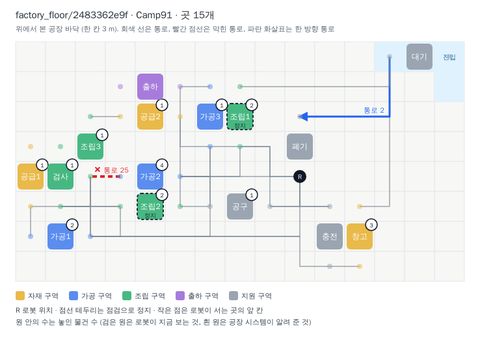 factory_floor/2483362e9f · Camp91 · 곳 15개
위에서 본 공장 바닥 (한 칸 3 m). 회색 선은 통로, 빨간 점선은 막힌 통로, 파란 화살표는 한 방향 통로
대기
전립
출하
통로 2
1
공급2
1
가공3
2
조립1
정지
1
조립3
폐기
1
공급1
1
검사
✕ 통로 25
4
가공2
R
2
조립2
정지
1
공구
2
가공1
충전
3
창고
자재 구역
가공 구역
조립 구역
출하 구역
지원 구역
R 로봇 위치 · 점선 테두리는 점검으로 정지 · 작은 점은 로봇이 서는 곳의 앞 칸
원 안의 수는 놓인 물건 수 (검은 원은 로봇이 지금 보는 것, 흰 원은 공장 시스템이 알려 준 것)